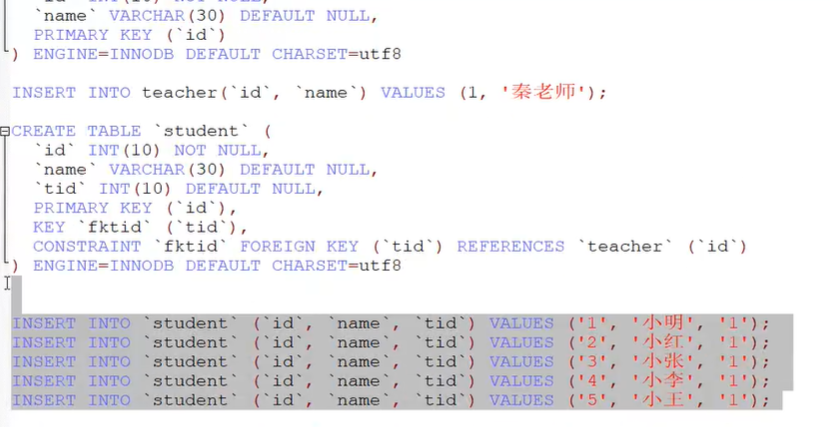 `id` INT(10) NOT NULL,
`name` VARCHAR(30) DEFAULT NULL,
PRIMARY KEY (`id`)
) ENGINE=INNODB DEFAULT CHARSET=utf8
INSERT INTO teacher(`id`, `name`) VALUES (1, '秦老师');
CREATE TABLE `student` (
`id` INT(10) NOT NULL,
`name` VARCHAR(30) DEFAULT NULL,
`tid` INT(10) DEFAULT NULL,
PRIMARY KEY (`id`),
KEY `fktid` (`tid`),
CONSTRAINT `fktid` FOREIGN KEY (`tid`) REFERENCES `teacher` (`id`)
) ENGINE=INNODB DEFAULT CHARSET=utf8
INSERT INTO `student` (`id`, `name`, `tid`) VALUES ('1', '小明', '1');
INSERT INTO `student` (`id`, `name`, `tid`) VALUES ('2', '小红', '1');
INSERT INTO `student` (`id`, `name`, `tid`) VALUES ('3', '小张', '1');
INSERT INTO `student` (`id`, `name`, `tid`) VALUES ('4', '小李', '1');
INSERT INTO `student` (`id`, `name`, `tid`) VALUES ('5', '小王', '1');